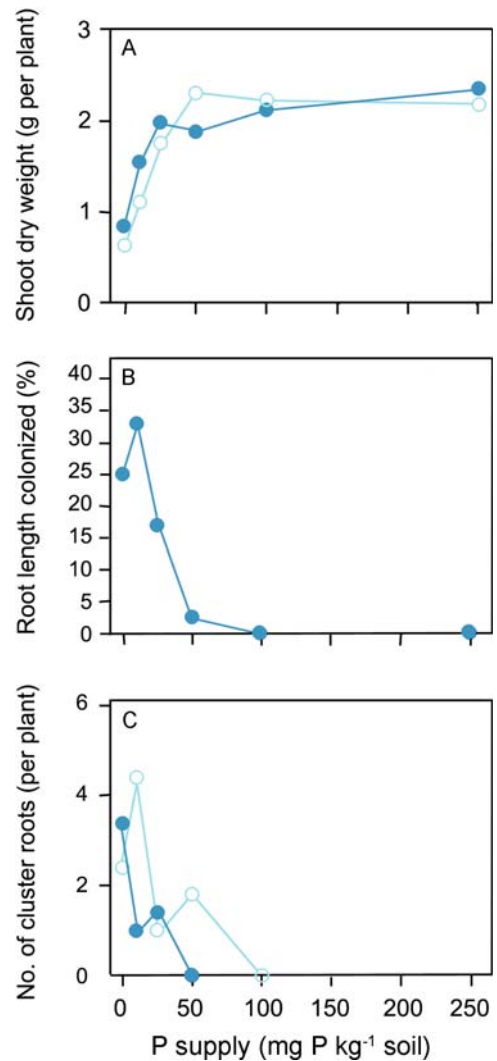 A
Shoot dry weight (g per plant)
3
2
1
0
B
Root length colonized (%)
40
35
30
25
20
15
10
5
0
C
No. of cluster roots (per plant)
6
4
2
0
0 50 100 150 200 250
P supply (mg P kg⁻¹ soil)